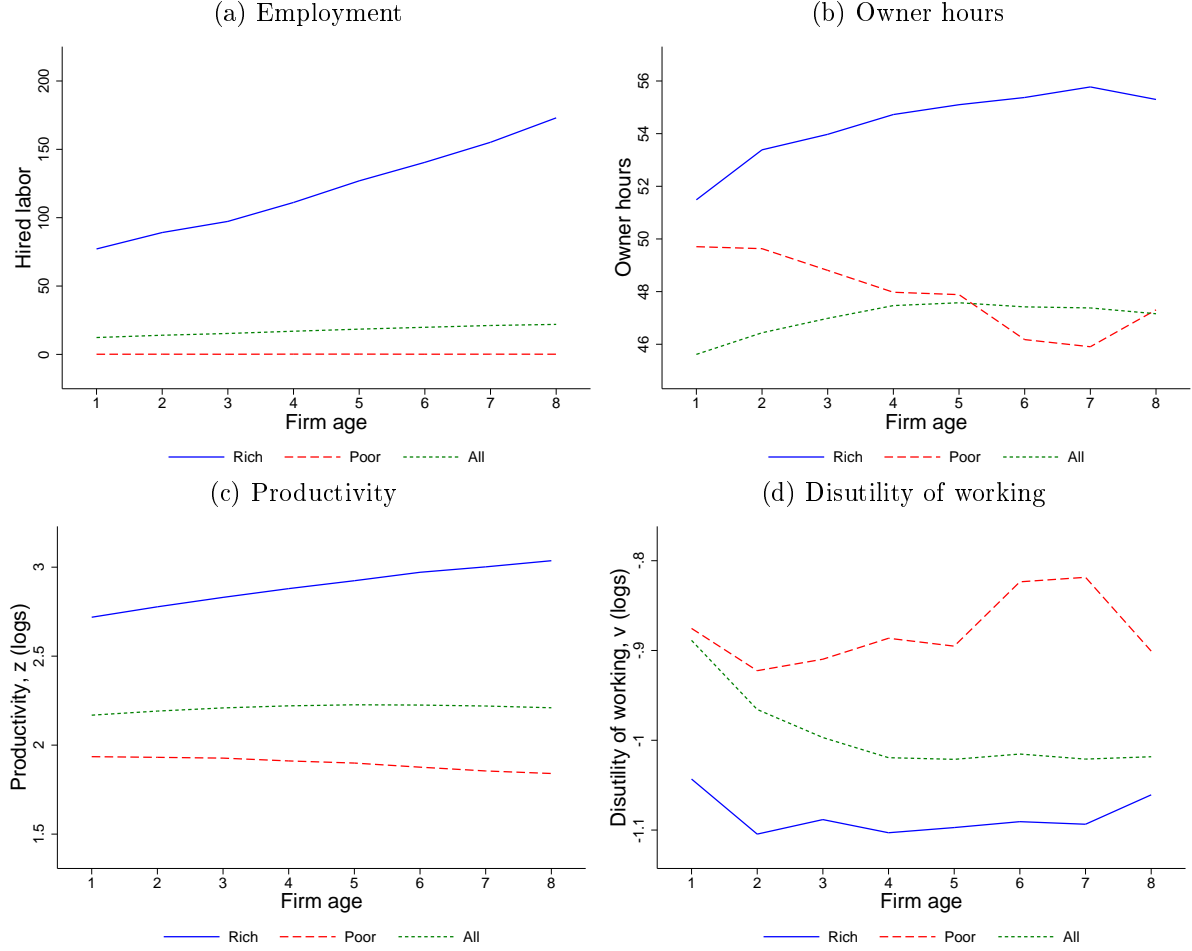 (a) Employment
Hired labor
200
150
100
50
0
1 2 3 4 5 6 7 8
Firm age
Rich Poor All
(b) Owner hours
Owner hours
56
54
52
50
48
46
1 2 3 4 5 6 7 8
Firm age
Rich Poor All
(c) Productivity
Productivity, z (logs)
3
2.5
2
1.5
1 2 3 4 5 6 7 8
Firm age
Rich Poor All
(d) Disutility of working
Disutility of working, v (logs)
-.8
-.9
-1
-1.1
1 2 3 4 5 6 7 8
Firm age
Rich Poor All